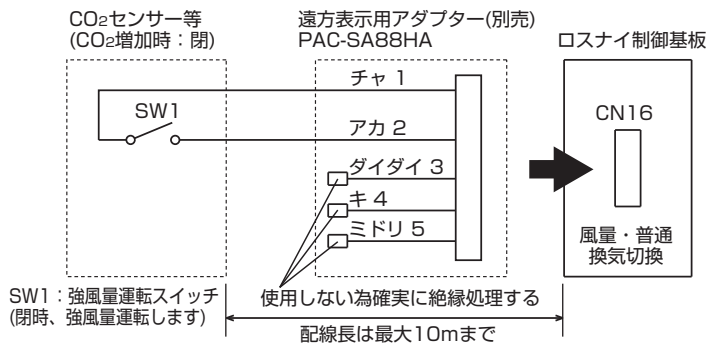 CO₂センサー等
(CO₂増加時：閉)
遠方表示用アダプター(別売)
PAC-SA88HA
ロスナイ制御基板
チャ 1
SW1
アカ 2
ダイダイ 3
キ 4
ミドリ 5
CN16
風量・普通
換気切換
SW1：強風量運転スイッチ
(閉時、強風量運転します)
使用しない為確実に絶縁処理する
配線長は最大10mまで